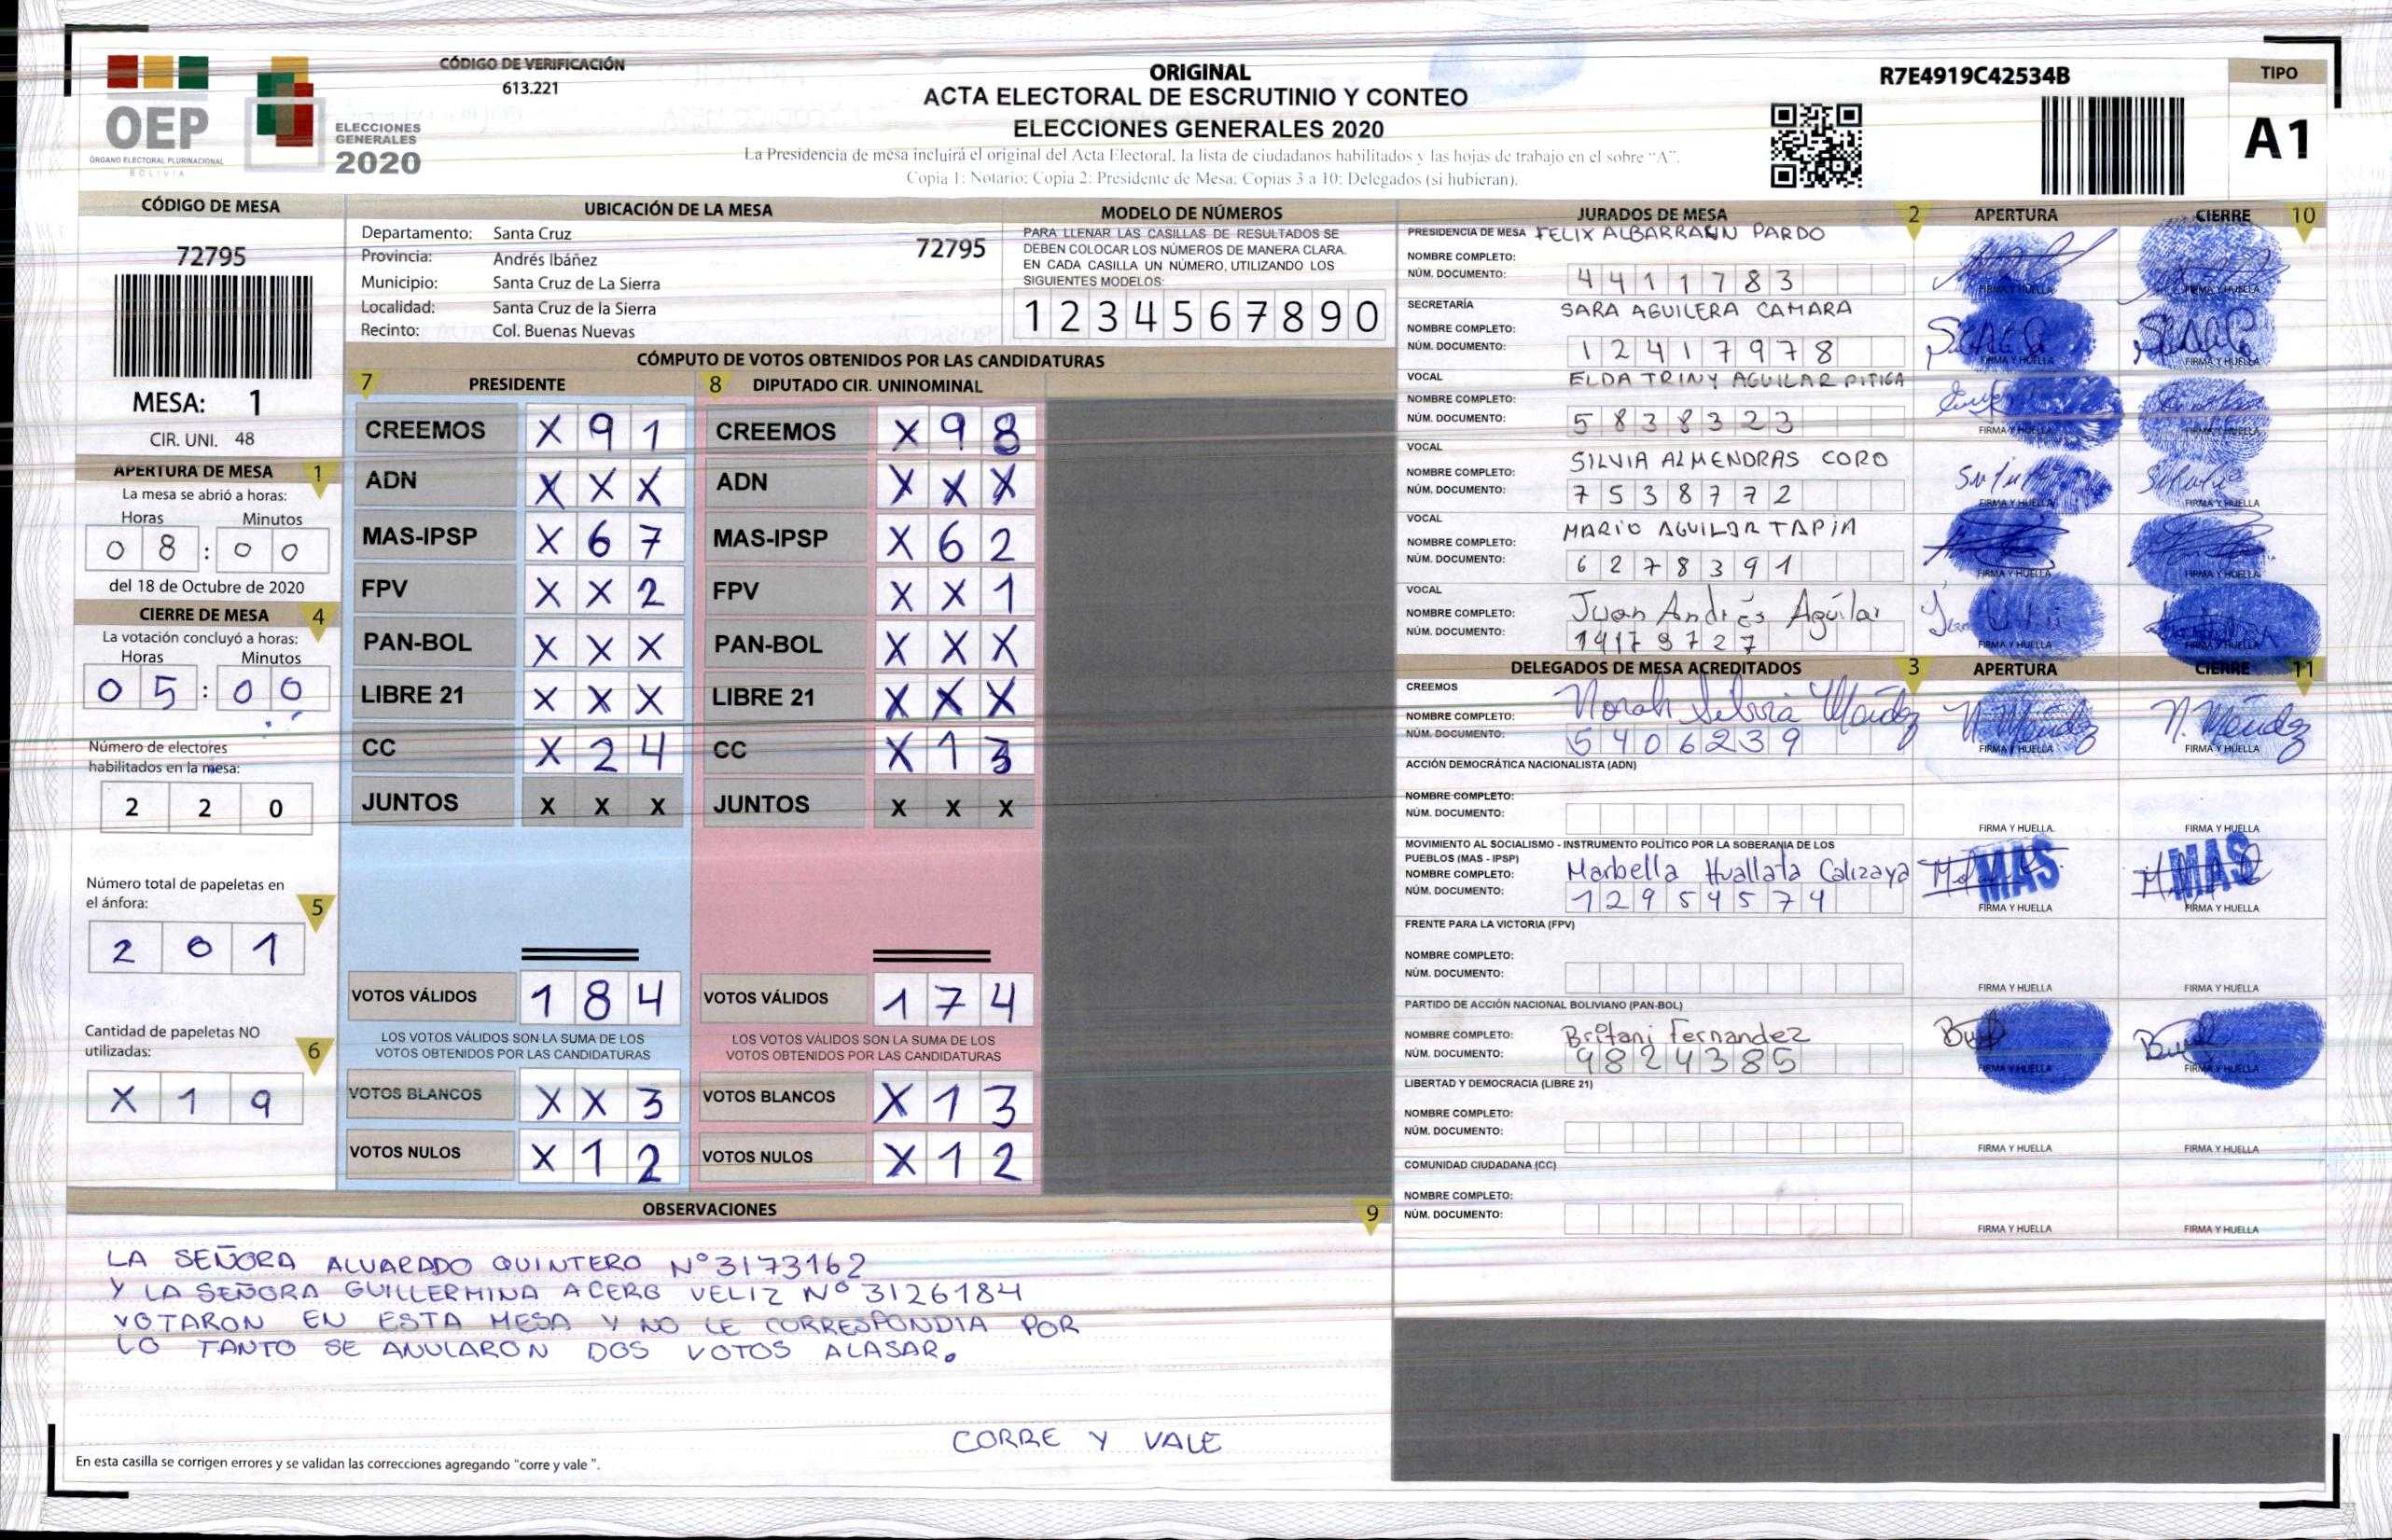 CÓDIGO DE VERIFICACIÓN
613.221
OEP
ÓRGANO ELECTORAL PLURINACIONAL
BOLIVIA
ELECCIONES
GENERALES
2020
ORIGINAL
ACTA ELECTORAL DE ESCRUTINIO Y CONTEO
ELECCIONES GENERALES 2020
La Presidencia de mesa incluirá el original del Acta Electoral, la lista de ciudadanos habilitados y las hojas de trabajo en el sobre "A".
Copia 1: Notario; Copia 2: Presidente de Mesa; Copias 3 a 10: Delegados (si hubieran).
R7E4919C42534B
TIPO
A1
CÓDIGO DE MESA
72795
MESA: 1
CIR. UNI. 48
APERTURA DE MESA 1
La mesa se abrió a horas:
Horas Minutos
0 8 : 0 0
del 18 de Octubre de 2020
CIERRE DE MESA 4
La votación concluyó a horas:
Horas Minutos
0 5 : 0 0
Número de electores
habilitados en la mesa:
2 2 0
Número total de papeletas en
el ánfora:
5
2 0 1
Cantidad de papeletas NO
utilizadas:
6
X 1 9
UBICACIÓN DE LA MESA
Departamento: Santa Cruz
Provincia: Andrés Ibáñez
Municipio: Santa Cruz de La Sierra
Localidad: Santa Cruz de la Sierra
Recinto: Col. Buenas Nuevas
72795
MODELO DE NÚMEROS
PARA LLENAR LAS CASILLAS DE RESULTADOS SE
DEBEN COLOCAR LOS NÚMEROS DE MANERA CLARA.
EN CADA CASILLA UN NÚMERO, UTILIZANDO LOS
SIGUIENTES MODELOS:
1 2 3 4 5 6 7 8 9 0
CÓMPUTO DE VOTOS OBTENIDOS POR LAS CANDIDATURAS
7 PRESIDENTE 8 DIPUTADO CIR. UNINOMINAL
CREEMOS X 9 1 CREEMOS X 9 8
ADN X X X ADN X X X
MAS-IPSP X 6 7 MAS-IPSP X 6 2
FPV X X 2 FPV X X 1
PAN-BOL X X X PAN-BOL X X X
LIBRE 21 X X X LIBRE 21 X X X
CC X 2 4 CC X 1 3
JUNTOS X X X JUNTOS X X X
VOTOS VÁLIDOS 1 8 4 VOTOS VÁLIDOS 1 7 4
LOS VOTOS VÁLIDOS SON LA SUMA DE LOS LOS VOTOS VÁLIDOS SON LA SUMA DE LOS
VOTOS OBTENIDOS POR LAS CANDIDATURAS VOTOS OBTENIDOS POR LAS CANDIDATURAS
VOTOS BLANCOS X X 3 VOTOS BLANCOS X 1 3
VOTOS NULOS X 1 2 VOTOS NULOS X 1 2
JURADOS DE MESA 2 APERTURA CIERRE 10
PRESIDENCIA DE MESA FELIX ALBARRAN PARDO
NOMBRE COMPLETO:
NÚM. DOCUMENTO: 4 4 1 1 7 8 3 FIRMA Y HUELLA FIRMA Y HUELLA
SECRETARÍA SARA AGUILERA CAMARA
NOMBRE COMPLETO:
NÚM. DOCUMENTO: 1 2 4 1 7 9 7 8 FIRMA Y HUELLA FIRMA Y HUELLA
VOCAL ELDA TRINY AGUILAR
NOMBRE COMPLETO:
NÚM. DOCUMENTO: 5 8 3 8 3 2 3 FIRMA Y HUELLA FIRMA Y HUELLA
VOCAL SILVIA ALMENDRAS CORO
NOMBRE COMPLETO:
NÚM. DOCUMENTO: 7 5 3 8 7 7 2 FIRMA Y HUELLA FIRMA Y HUELLA
VOCAL MARIO AGUILAR TAPIA
NOMBRE COMPLETO:
NÚM. DOCUMENTO: 6 2 7 8 3 9 1 FIRMA Y HUELLA FIRMA Y HUELLA
VOCAL
NOMBRE COMPLETO: Juan Andrés Aguilar
NÚM. DOCUMENTO: FIRMA Y HUELLA FIRMA Y HUELLA
DELEGADOS DE MESA ACREDITADOS 3 APERTURA CIERRE 11
CREEMOS
NOMBRE COMPLETO: Norah Silvia Méndez N. Méndez N. Méndez
NÚM. DOCUMENTO: 5 4 0 6 2 3 9 FIRMA Y HUELLA FIRMA Y HUELLA
ACCIÓN DEMOCRÁTICA NACIONALISTA (ADN)
NOMBRE COMPLETO:
NÚM. DOCUMENTO: FIRMA Y HUELLA FIRMA Y HUELLA
MOVIMIENTO AL SOCIALISMO - INSTRUMENTO POLÍTICO POR LA SOBERANIA DE LOS
PUEBLOS (MAS - IPSP)
NOMBRE COMPLETO: Marbella Huallata Calizaya MAS MAS
NÚM. DOCUMENTO: 1 2 9 5 4 5 7 4 FIRMA Y HUELLA FIRMA Y HUELLA
FRENTE PARA LA VICTORIA (FPV)
NOMBRE COMPLETO:
NÚM. DOCUMENTO: FIRMA Y HUELLA FIRMA Y HUELLA
PARTIDO DE ACCIÓN NACIONAL BOLIVIANO (PAN-BOL)
NOMBRE COMPLETO: Britani Fernandez
NÚM. DOCUMENTO: 9 8 2 4 3 8 5 FIRMA Y HUELLA FIRMA Y HUELLA
LIBERTAD Y DEMOCRACIA (LIBRE 21)
NOMBRE COMPLETO:
NÚM. DOCUMENTO: FIRMA Y HUELLA FIRMA Y HUELLA
COMUNIDAD CIUDADANA (CC)
NOMBRE COMPLETO:
NÚM. DOCUMENTO: FIRMA Y HUELLA FIRMA Y HUELLA
OBSERVACIONES 9
LA SEÑORA ALVARADO QUINTERO Nº 3173162
Y LA SEÑORA GUILLERMINA ACERO VELIZ Nº 3126184
VOTARON EN ESTA MESA Y NO LE CORRESPONDIA POR
LO TANTO SE ANULARON DOS VOTOS ALASAR.
CORRE Y VALE
En esta casilla se corrigen errores y se validan las correcciones agregando "corre y vale ".